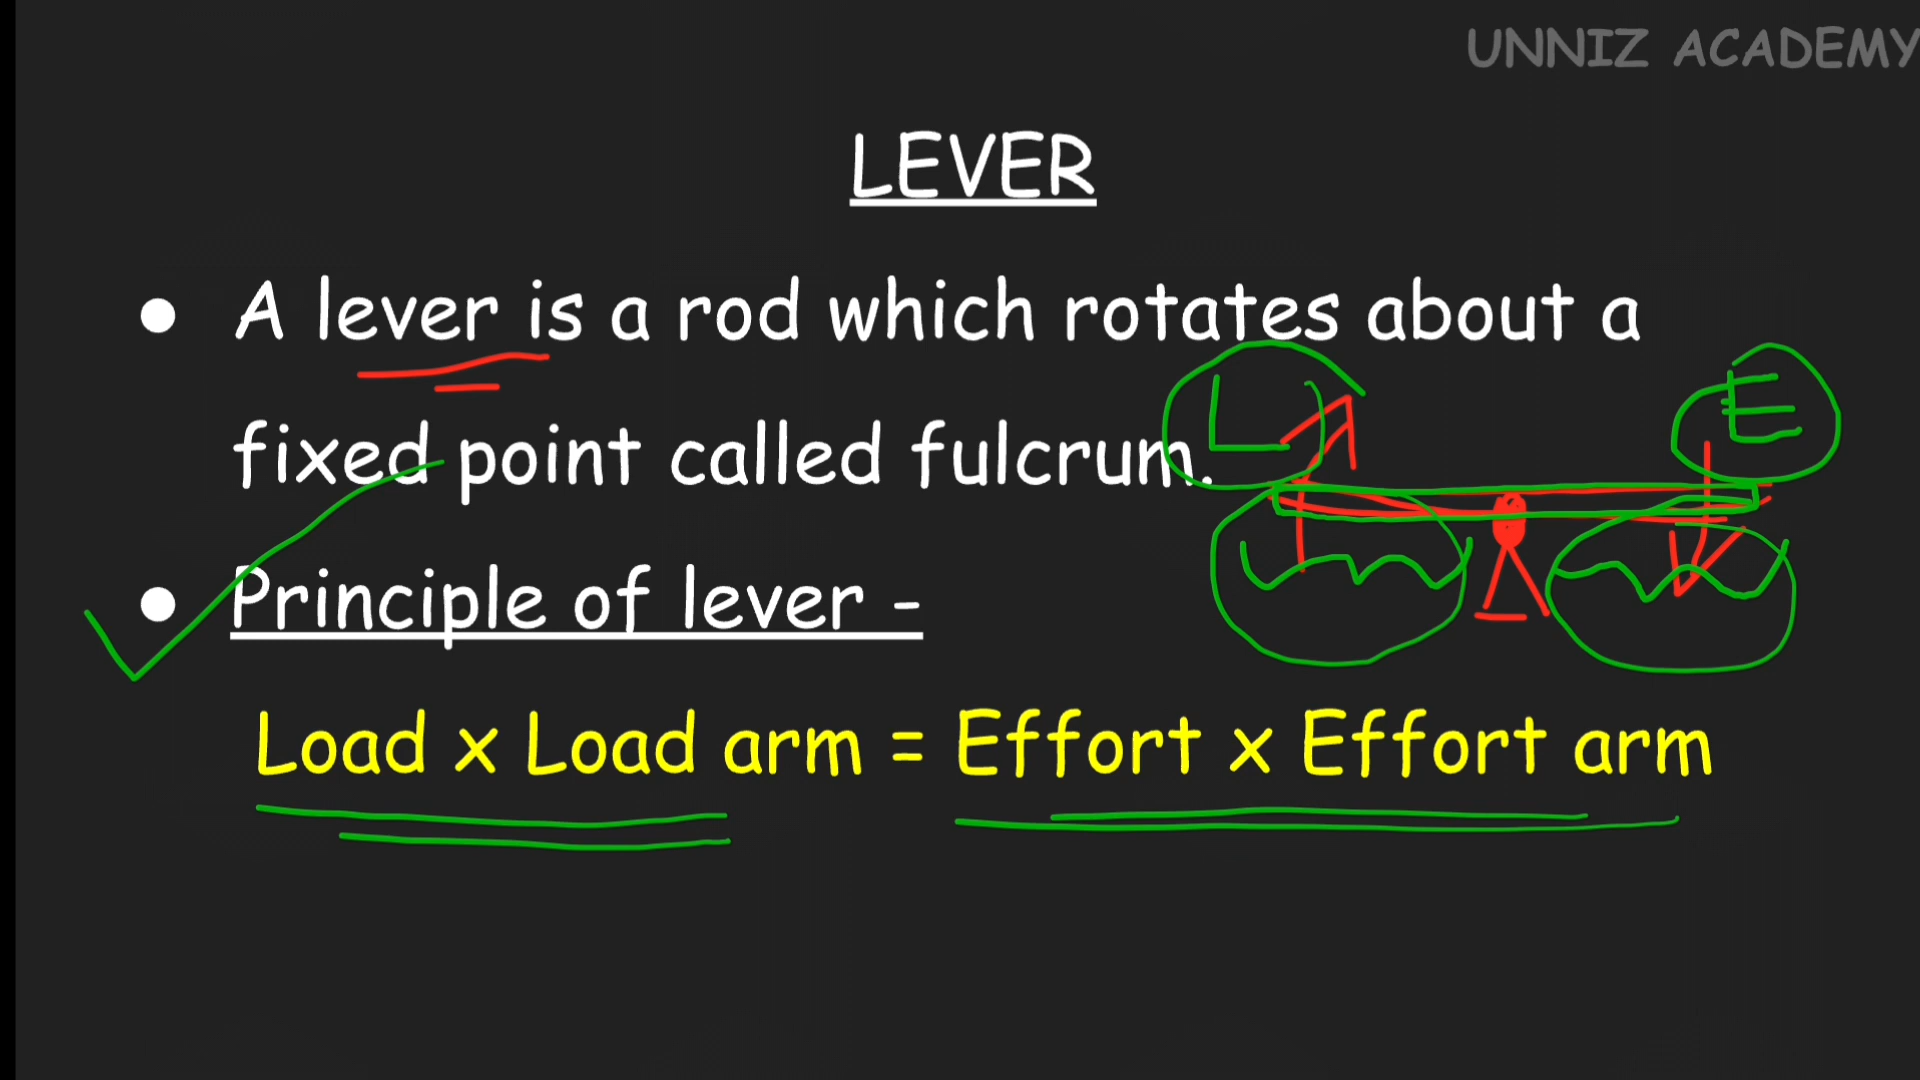 UNNIZ ACADEMY
LEVER
● A lever is a rod which rotates about a
fixed point called fulcrum.
L
E
● Principle of lever -
Load x Load arm = Effort x Effort arm